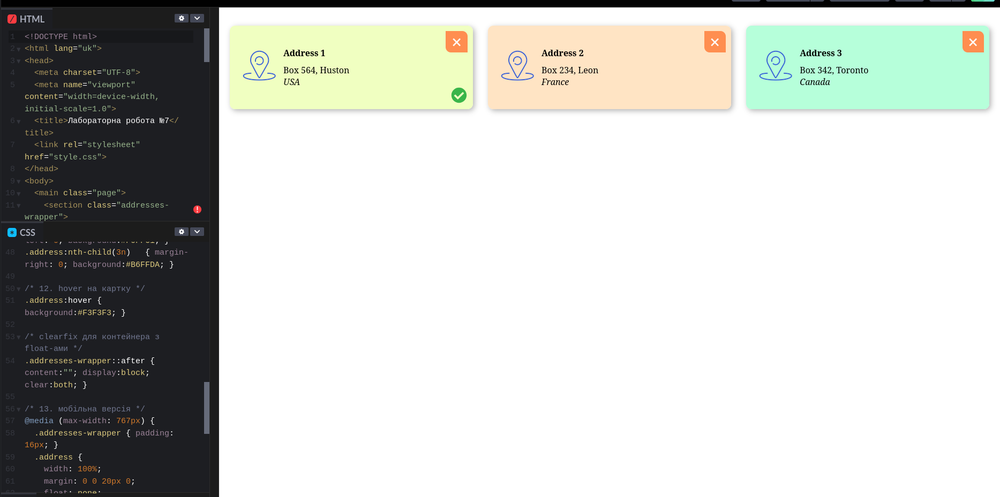 HTML
1 <!DOCTYPE html>
2 <html lang="uk">
3 <head>
4 <meta charset="UTF-8">
5 <meta name="viewport"
content="width=device-width,
initial-scale=1.0">
6 <title>Лабораторна робота №7</
title>
7 <link rel="stylesheet"
href="style.css">
8 </head>
9 <body>
10 <main class="page">
11 <section class="addresses-
wrapper">
CSS
48 .address:nth-child(3n) { margin-
right: 0; background:#B6FFDA; }
49
50 /* 12. hover на картку */
51 .address:hover {
background:#F3F3F3; }
52
53 /* clearfix для контейнера з
float-ами */
54 .addresses-wrapper::after {
content:""; display:block;
clear:both; }
55
56 /* 13. мобільна версія */
57 @media (max-width: 767px) {
58 .addresses-wrapper { padding:
16px; }
59 .address {
60 width: 100%;
61 margin: 0 0 20px 0;
62 float: none;
Address 1
Box 564, Huston
USA
Address 2
Box 234, Leon
France
Address 3
Box 342, Toronto
Canada